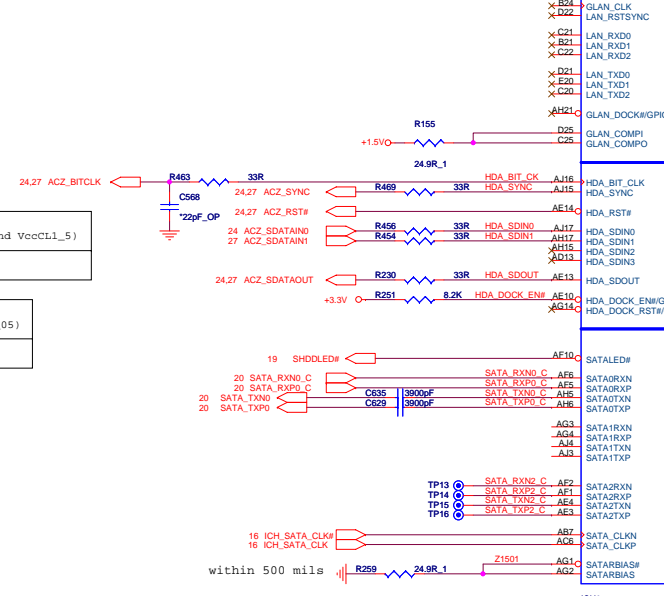 B24 GLAN_CLK
D22 LAN_RSTSYNC
C21 LAN_RXD0
B21 LAN_RXD1
C22 LAN_RXD2
D21 LAN_TXD0
E20 LAN_TXD1
C20 LAN_TXD2
AH21 GLAN_DOCK#/GPIO
R155
+1.5V
24.9R_1
D25 GLAN_COMPI
C25 GLAN_COMPO
24,27 ACZ_BITCLK R463 33R HDA_BIT_CK AJ16 HDA_BIT_CLK
24,27 ACZ_SYNC R469 33R HDA_SYNC AJ15 HDA_SYNC
C568
*22pF_OP
24,27 ACZ_RST# AE14 HDA_RST#
24 ACZ_SDATAIN0 R456 33R HDA_SDIN0 AJ17 HDA_SDIN0
27 ACZ_SDATAIN1 R454 33R HDA_SDIN1 AH17 HDA_SDIN1
AH15 HDA_SDIN2
AD13 HDA_SDIN3
nd VccCL1_5)
24,27 ACZ_SDATAOUT R230 33R HDA_SDOUT AE13 HDA_SDOUT
+3.3V R251 8.2K HDA_DOCK_EN# AE10 HDA_DOCK_EN#/G
AG14 HDA_DOCK_RST#/
05)
19 SHDDLED# AF10 SATALED#
20 SATA_RXN0_C SATA_RXN0_C AF6 SATA0RXN
20 SATA_RXP0_C SATA_RXP0_C AF5 SATA0RXP
20 SATA_TXN0 C635 3900pF SATA_TXN0_C AH5 SATA0TXN
20 SATA_TXP0 C629 3900pF SATA_TXP0_C AH6 SATA0TXP
AG3 SATA1RXN
AG4 SATA1RXP
AJ4 SATA1TXN
AJ3 SATA1TXP
TP13 SATA_RXN2_C AF2 SATA2RXN
TP14 SATA_RXP2_C AF1 SATA2RXP
TP15 SATA_TXN2_C AE4 SATA2TXN
TP16 SATA_TXP2_C AE3 SATA2TXP
16 ICH_SATA_CLK# AB7 SATA_CLKN
16 ICH_SATA_CLK AC6 SATA_CLKP
Z1501 AG1 SATARBIAS#
within 500 mils R259 24.9R_1 AG2 SATARBIAS